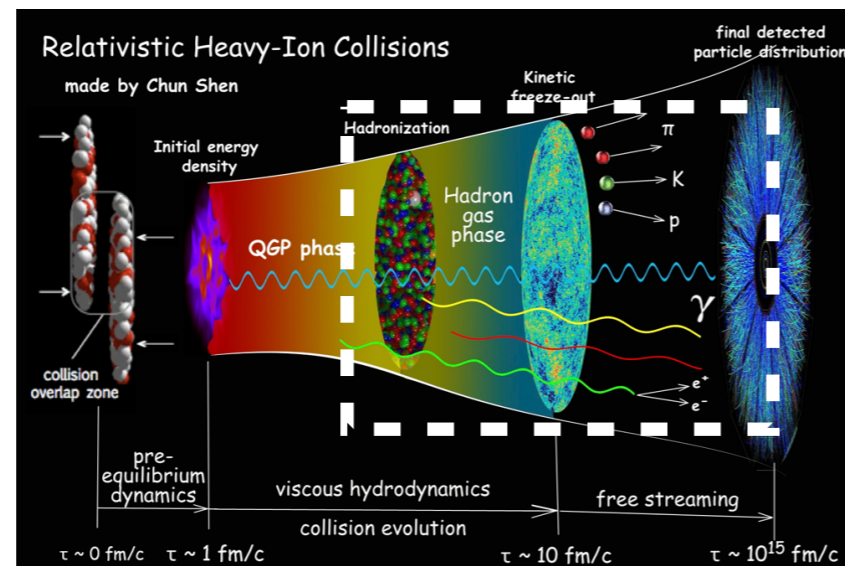 Relativistic Heavy-Ion Collisions
made by Chun Shen
final detected
particle distribution
Kinetic
freeze-out
Hadronization
Initial energy
density
π
K
p
Hadron
gas
phase
QGP phase
γ
collision
overlap zone
e⁺
e⁻
pre-
equilibrium
dynamics
viscous hydrodynamics
collision evolution
free streaming
τ ~ 0 fm/c
τ ~ 1 fm/c
τ ~ 10 fm/c
τ ~ 10¹⁵ fm/c